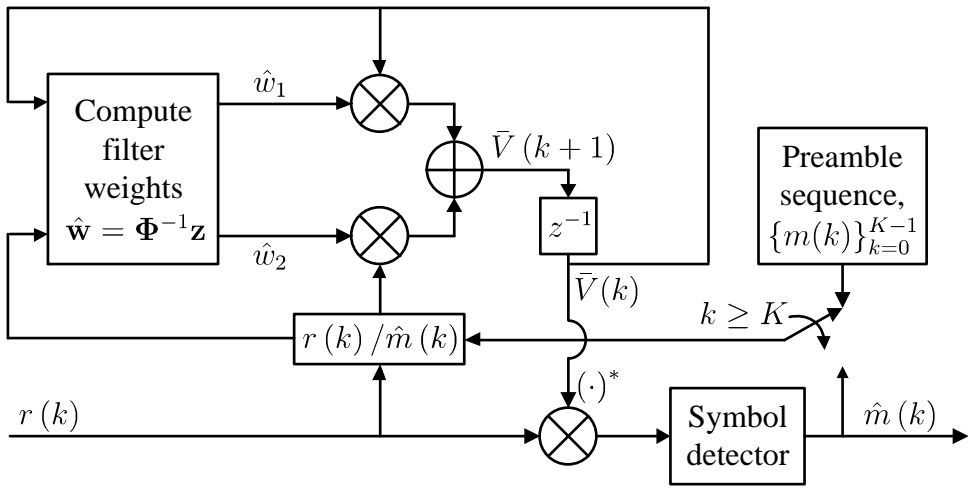 Compute
filter
weights
ŵ = Φ⁻¹z
ŵ₁
ŵ₂
V̄ (k + 1)
z⁻¹
V̄(k)
Preamble
sequence,
{m(k)}ᴷ⁻¹ₖ₌₀
k ≥ K
r (k) /m̂ (k)
(·)*
r (k)
Symbol
detector
m̂ (k)